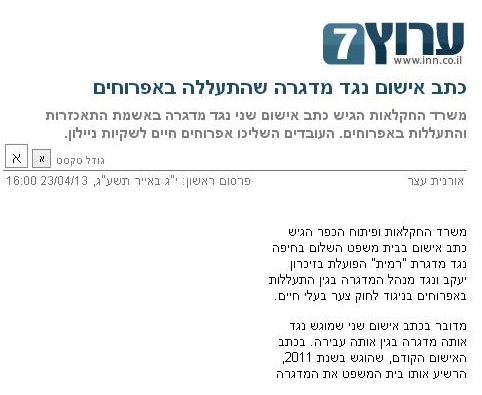 ערוץ 7
www.inn.co.il
כתב אישום נגד מדגרה שהתעללה באפרוחים
משרד החקלאות הגיש כתב אישום שני נגד מדגרה באשמת התאכזרות
והתעללות באפרוחים. העובדים השליכו אפרוחים חיים לשקיות ניילון.
גודל טקסט א א
אורנית עצר פרסום ראשון: י"ג באייר תשע"ג, 23/04/13 16:00
משרד החקלאות ופיתוח הכפר הגיש
כתב אישום בבית משפט השלום בחיפה
נגד מדגרת "רמית" הפועלת בזיכרון
יעקב ונגד מנהל המדגרה בגין התעללות
באפרוחים בניגוד לחוק צער בעלי חיים.
מדובר בכתב אישום שני שמוגש נגד
אותה מדגרה בגין אותה עבירה. בכתב
האישום הקודם, שהוגש בשנת 2011,
הרשיע אותו בית המשפט את המדגרה